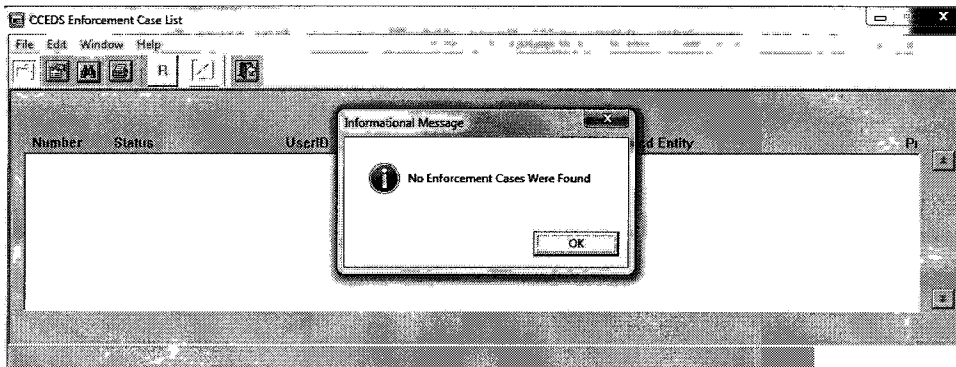 CCEDS Enforcement Case List
File Edit Window Help
R
Informational Message
Number Status UserID d Entity
No Enforcement Cases Were Found
OK